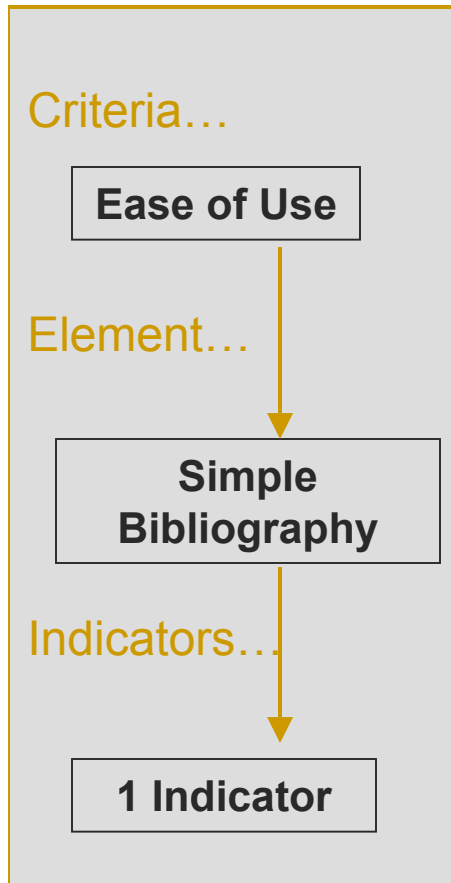 Criteria…
Ease of Use
Element…
Simple
Bibliography
Indicators…
1 Indicator